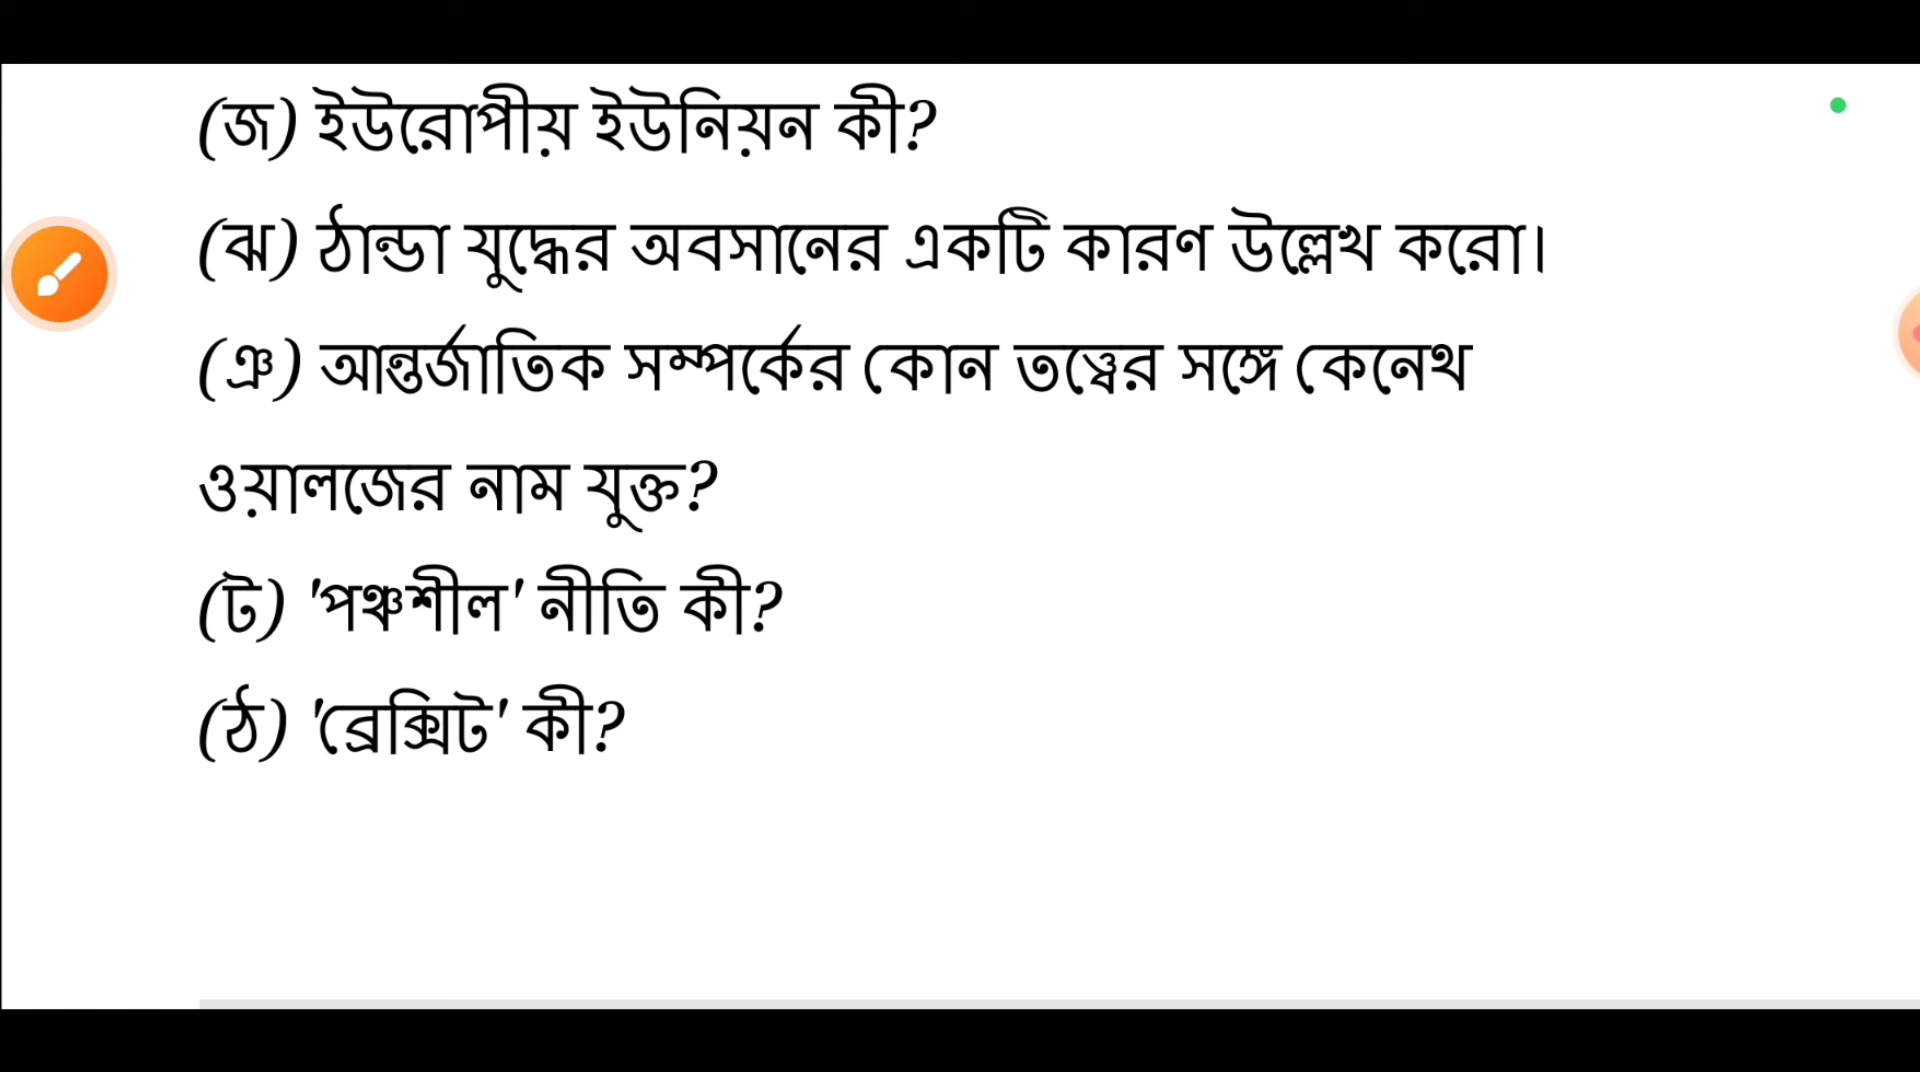 (জ) ইউরোপীয় ইউনিয়ন কী?
(ঝ) ঠান্ডা যুদ্ধের অবসানের একটি কারণ উল্লেখ করো।
(ঞ) আন্তর্জাতিক সম্পর্কের কোন তত্ত্বের সঙ্গে কেনেথ
ওয়ালজের নাম যুক্ত?
(ট) 'পঞ্চশীল' নীতি কী?
(ঠ) 'ব্রেক্সিট' কী?